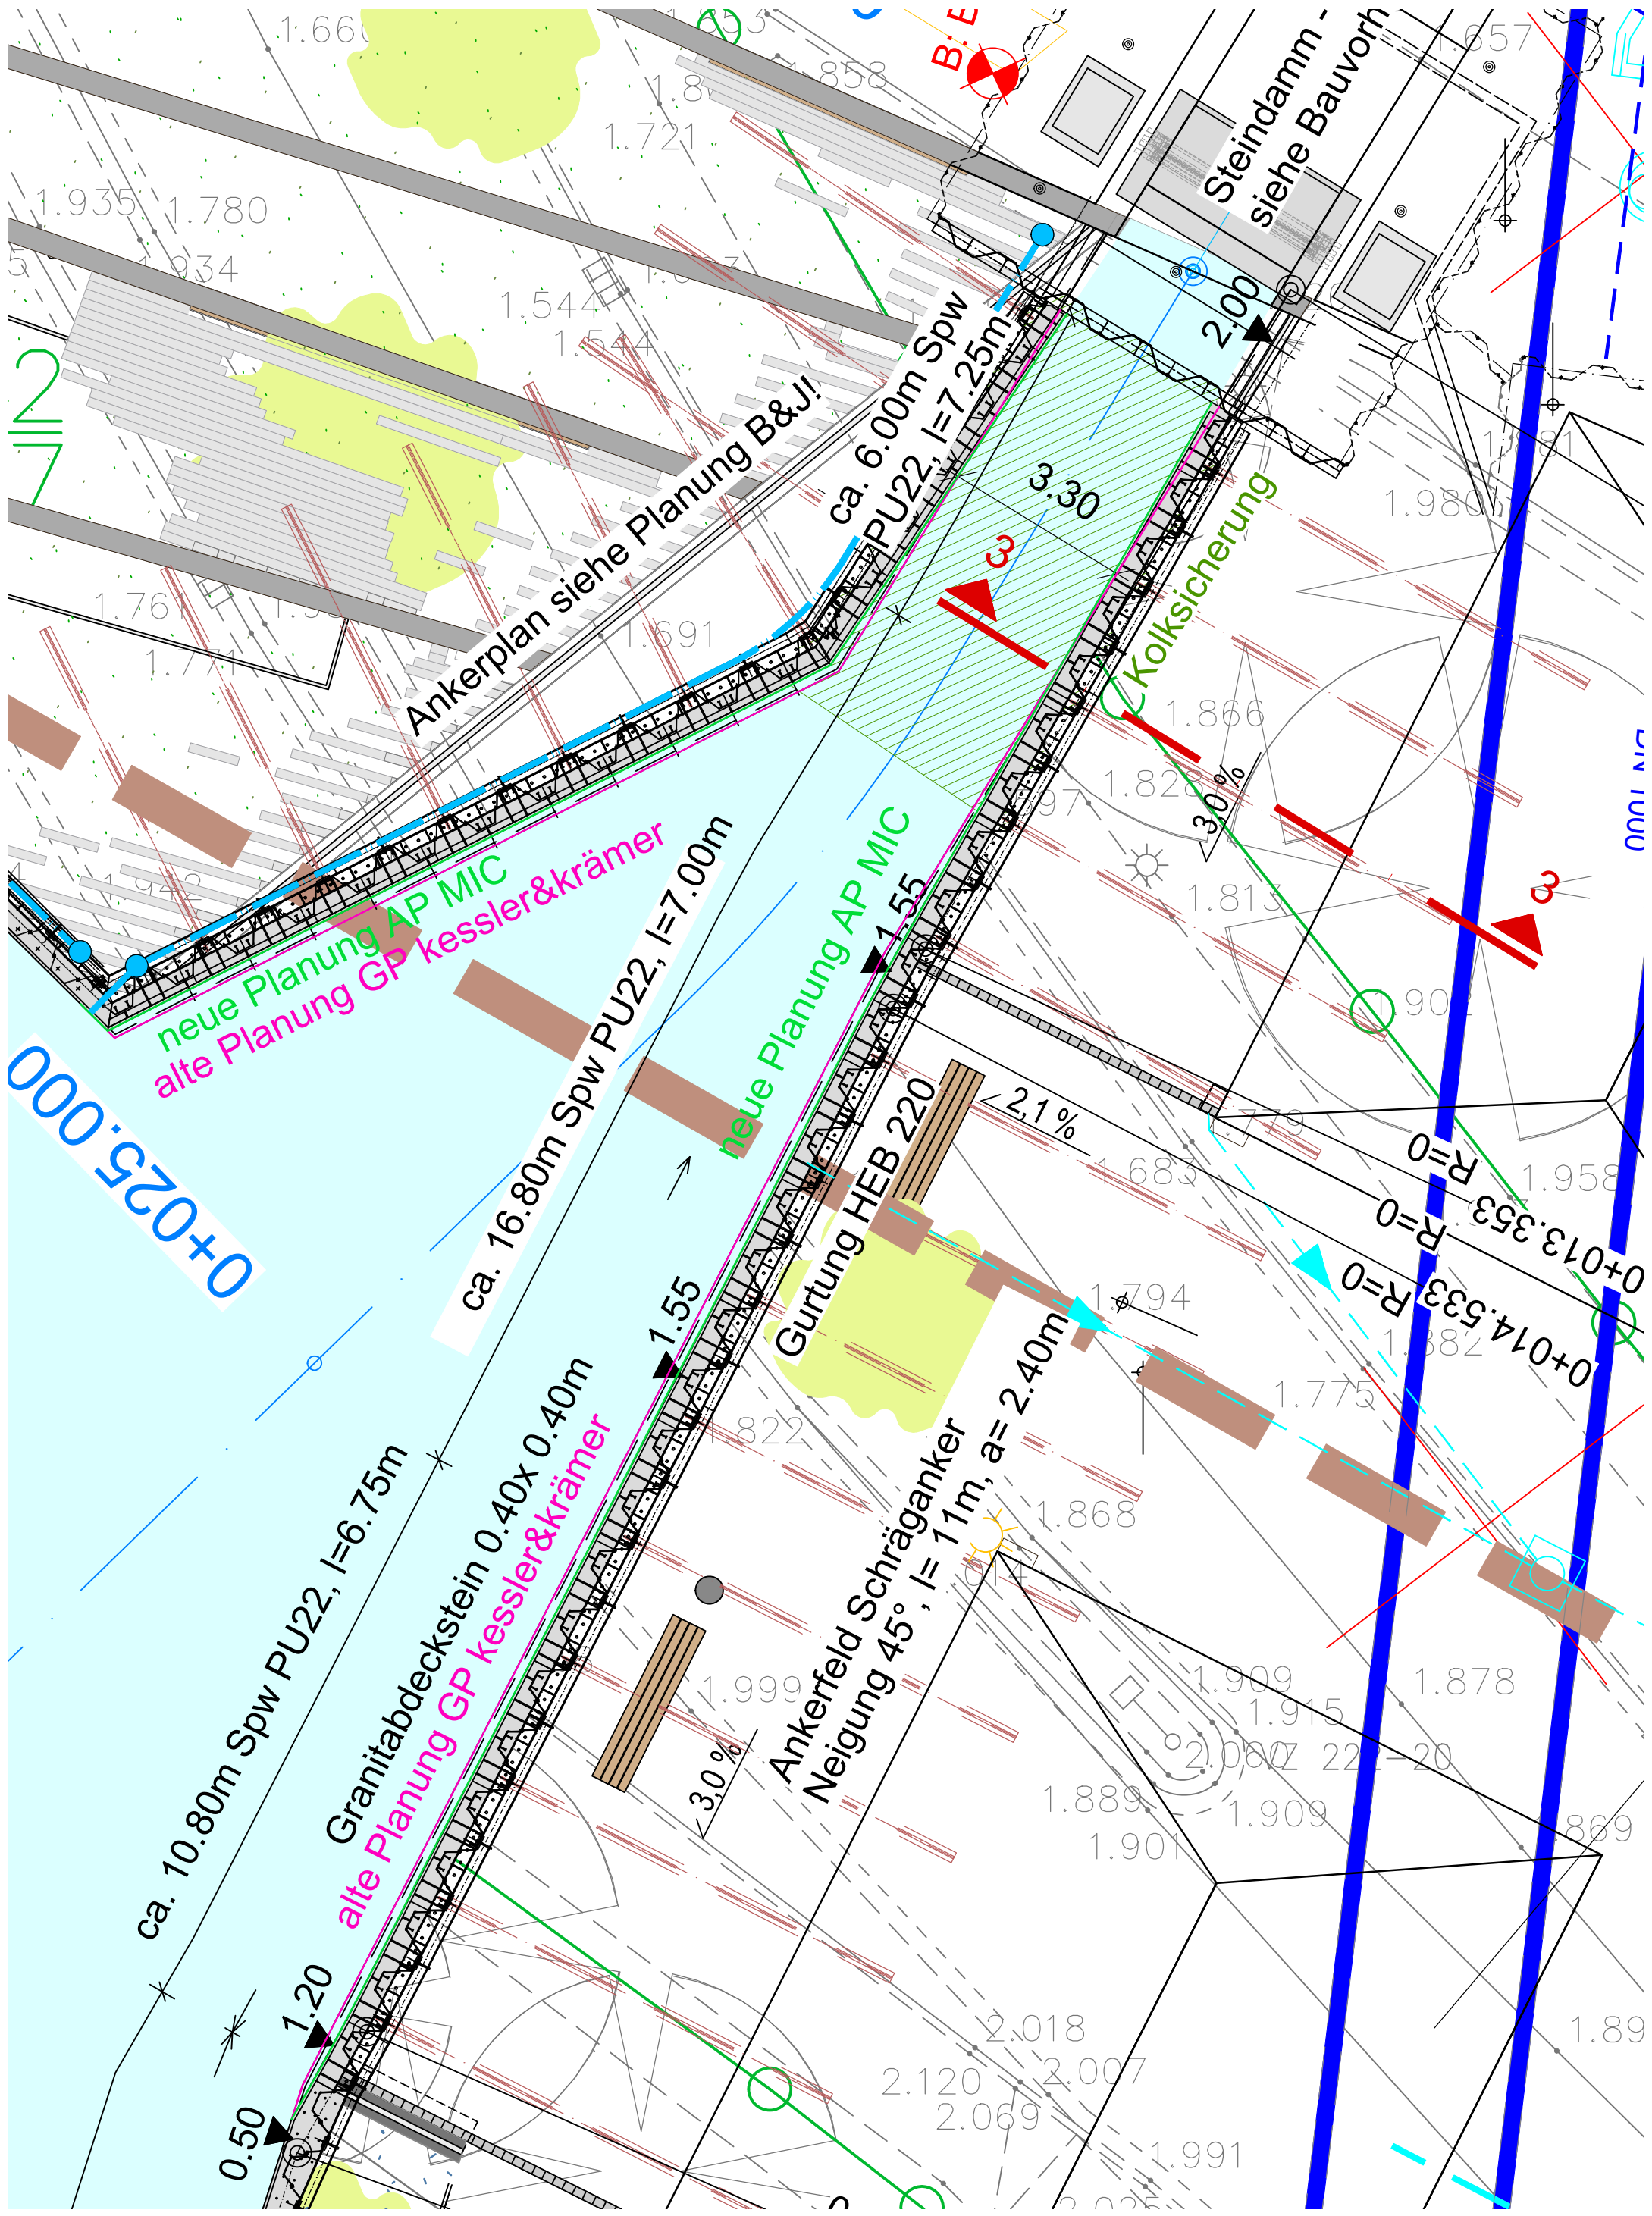 1.858
1.657
1.721
B: E
Steindamm -
siehe Bauvorh
1.935
1.780
1.934
1.544
1.544
2.00
ca. 6.00m Spw
PU22, l=7.25m
3.30
3
Ankerplan siehe Planung B&J!
Kolksicherung
1.980
1.761
1.771
1.691
1.866
1.828
3,0 %
1.813
3
DN 1000
1.902
neue Planung AP MIC
alte Planung GP kessler&krämer
neue Planung AP MIC
1.55
ca. 16.80m Spw PU22, l=7.00m
0+025.000
2,1 %
1.683
R=0
0+013.353
R=0
R=0
0+014.533
1.958
Gurtung HEB 220
1.794
1.55
1.775
1.868
Granitabdeckstein 0.40x 0.40m
alte Planung GP kessler&krämer
ca. 10.80m Spw PU22, l=6.75m
Ankerfeld Schräganker
Neigung 45°, l= 11m, a= 2.40m
1.999
3,0 %
1.909
1.915
1.878
2.060
VZ 222-20
1.889
1.909
1.901
1.20
0.50
2.018
2.007
2.120
2.069
1.991